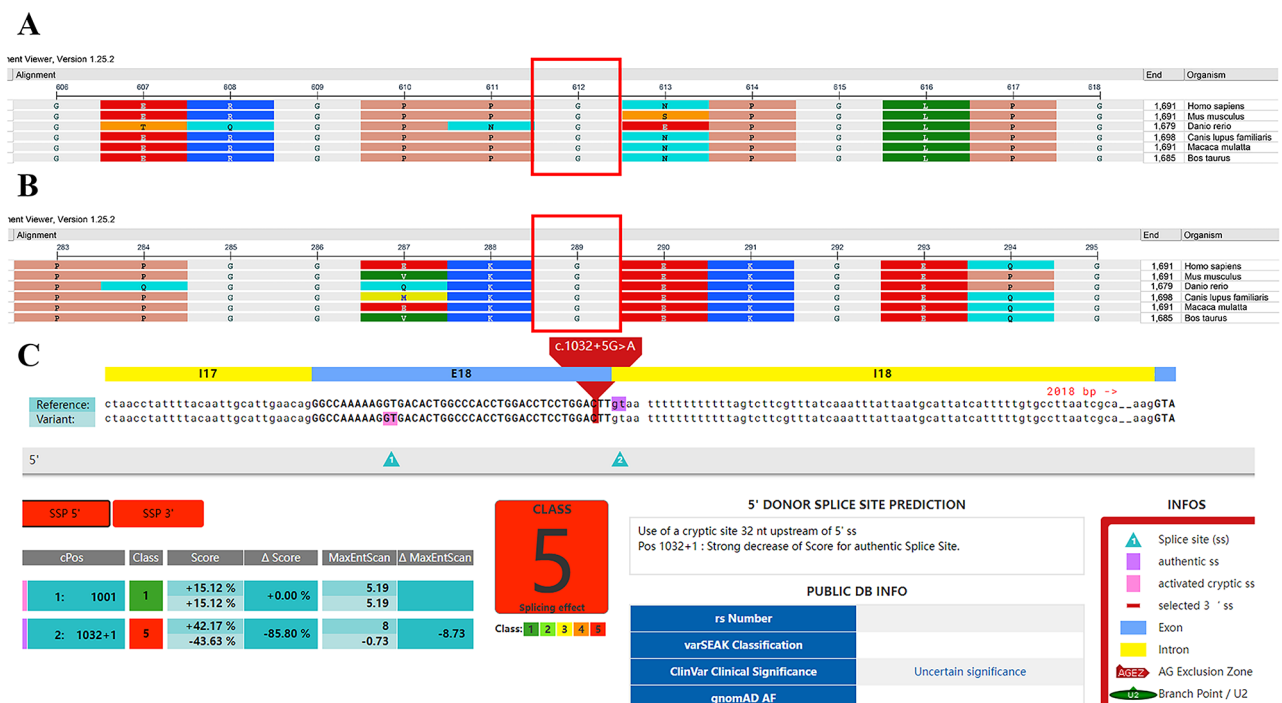 A
nent Viewer, Version 1.25.2
Alignment End Organism
606 607 608 609 610 611 612 613 614 615 616 617 618
G E R G P P G N P G L P G 1,691 Homo sapiens
G E R G P P G S P G L P G 1,691 Mus musculus
G T Q G P N G E P G L P G 1,679 Danio rerio
G E R G P P G N P G L P G 1,698 Canis lupus familiaris
G E R G P P G N P G L P G 1,691 Macaca mulatta
G E R G P P G N P G L P G 1,685 Bos taurus
B
nent Viewer, Version 1.25.2
Alignment End Organism
283 284 285 286 287 288 289 290 291 292 293 294 295
P P G G E K G E K G E Q G 1,691 Homo sapiens
P P G G V K G E K G E P G 1,691 Mus musculus
P Q G G Q K G E K G E P G 1,679 Danio rerio
P P G G M K G E K G E Q G 1,698 Canis lupus familiaris
P P G G E K G E K G E Q G 1,691 Macaca mulatta
P P G G V K G E K G E Q G 1,685 Bos taurus
C
c.1032+5G>A
I17 E18 I18
2018 bp ->
Reference: ctaacctattttacaattgcattgaacagGGCCAAAAAGGTGACACTGGCCCACCTGGACCTCCTGGACTTgtaa tttttttttttagtcttcgtttatcaaatttattaatgcattatcatttttgtgccttaatcgca__aagGTA
Variant: ctaacctattttacaattgcattgaacagGGCCAAAAAGGTGACACTGGCCCACCTGGACCTCCTGGACTTgtaa tttttttttttagtcttcgtttatcaaatttattaatgcattatcatttttgtgccttaatcgca__aagGTA
5'
1 2
SSP 5' SSP 3'
cPos Class Score Δ Score MaxEntScan Δ MaxEntScan
1: 1001 1 +15.12 % +15.12 % +0.00 % 5.19 5.19
2: 1032+1 5 +42.17 % -43.63 % -85.80 % 8 -0.73 -8.73
CLASS
5
Splicing effect
Class: 1 2 3 4 5
5' DONOR SPLICE SITE PREDICTION
Use of a cryptic site 32 nt upstream of 5' ss
Pos 1032+1 : Strong decrease of Score for authentic Splice Site.
PUBLIC DB INFO
rs Number
varSEAK Classification
ClinVar Clinical Significance Uncertain significance
gnomAD AF
INFOS
1 Splice site (ss)
authentic ss
activated cryptic ss
selected 3 ' ss
Exon
Intron
AGEZ AG Exclusion Zone
U2 Branch Point / U2